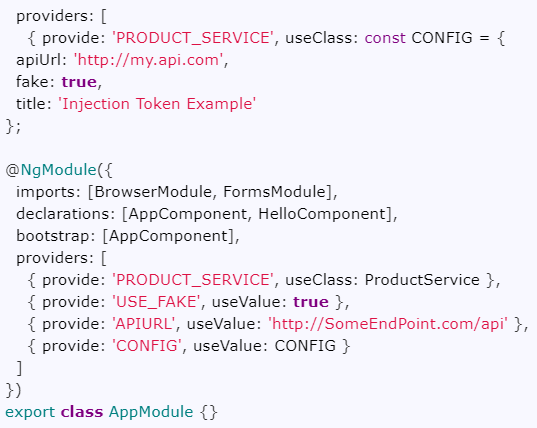 providers: [
{ provide: 'PRODUCT_SERVICE', useClass: const CONFIG = {
apiUrl: 'http://my.api.com',
fake: true,
title: 'Injection Token Example'
};
@NgModule({
imports: [BrowserModule, FormsModule],
declarations: [AppComponent, HelloComponent],
bootstrap: [AppComponent],
providers: [
{ provide: 'PRODUCT_SERVICE', useClass: ProductService },
{ provide: 'USE_FAKE', useValue: true },
{ provide: 'APIURL', useValue: 'http://SomeEndPoint.com/api' },
{ provide: 'CONFIG', useValue: CONFIG }
]
})
export class AppModule {}